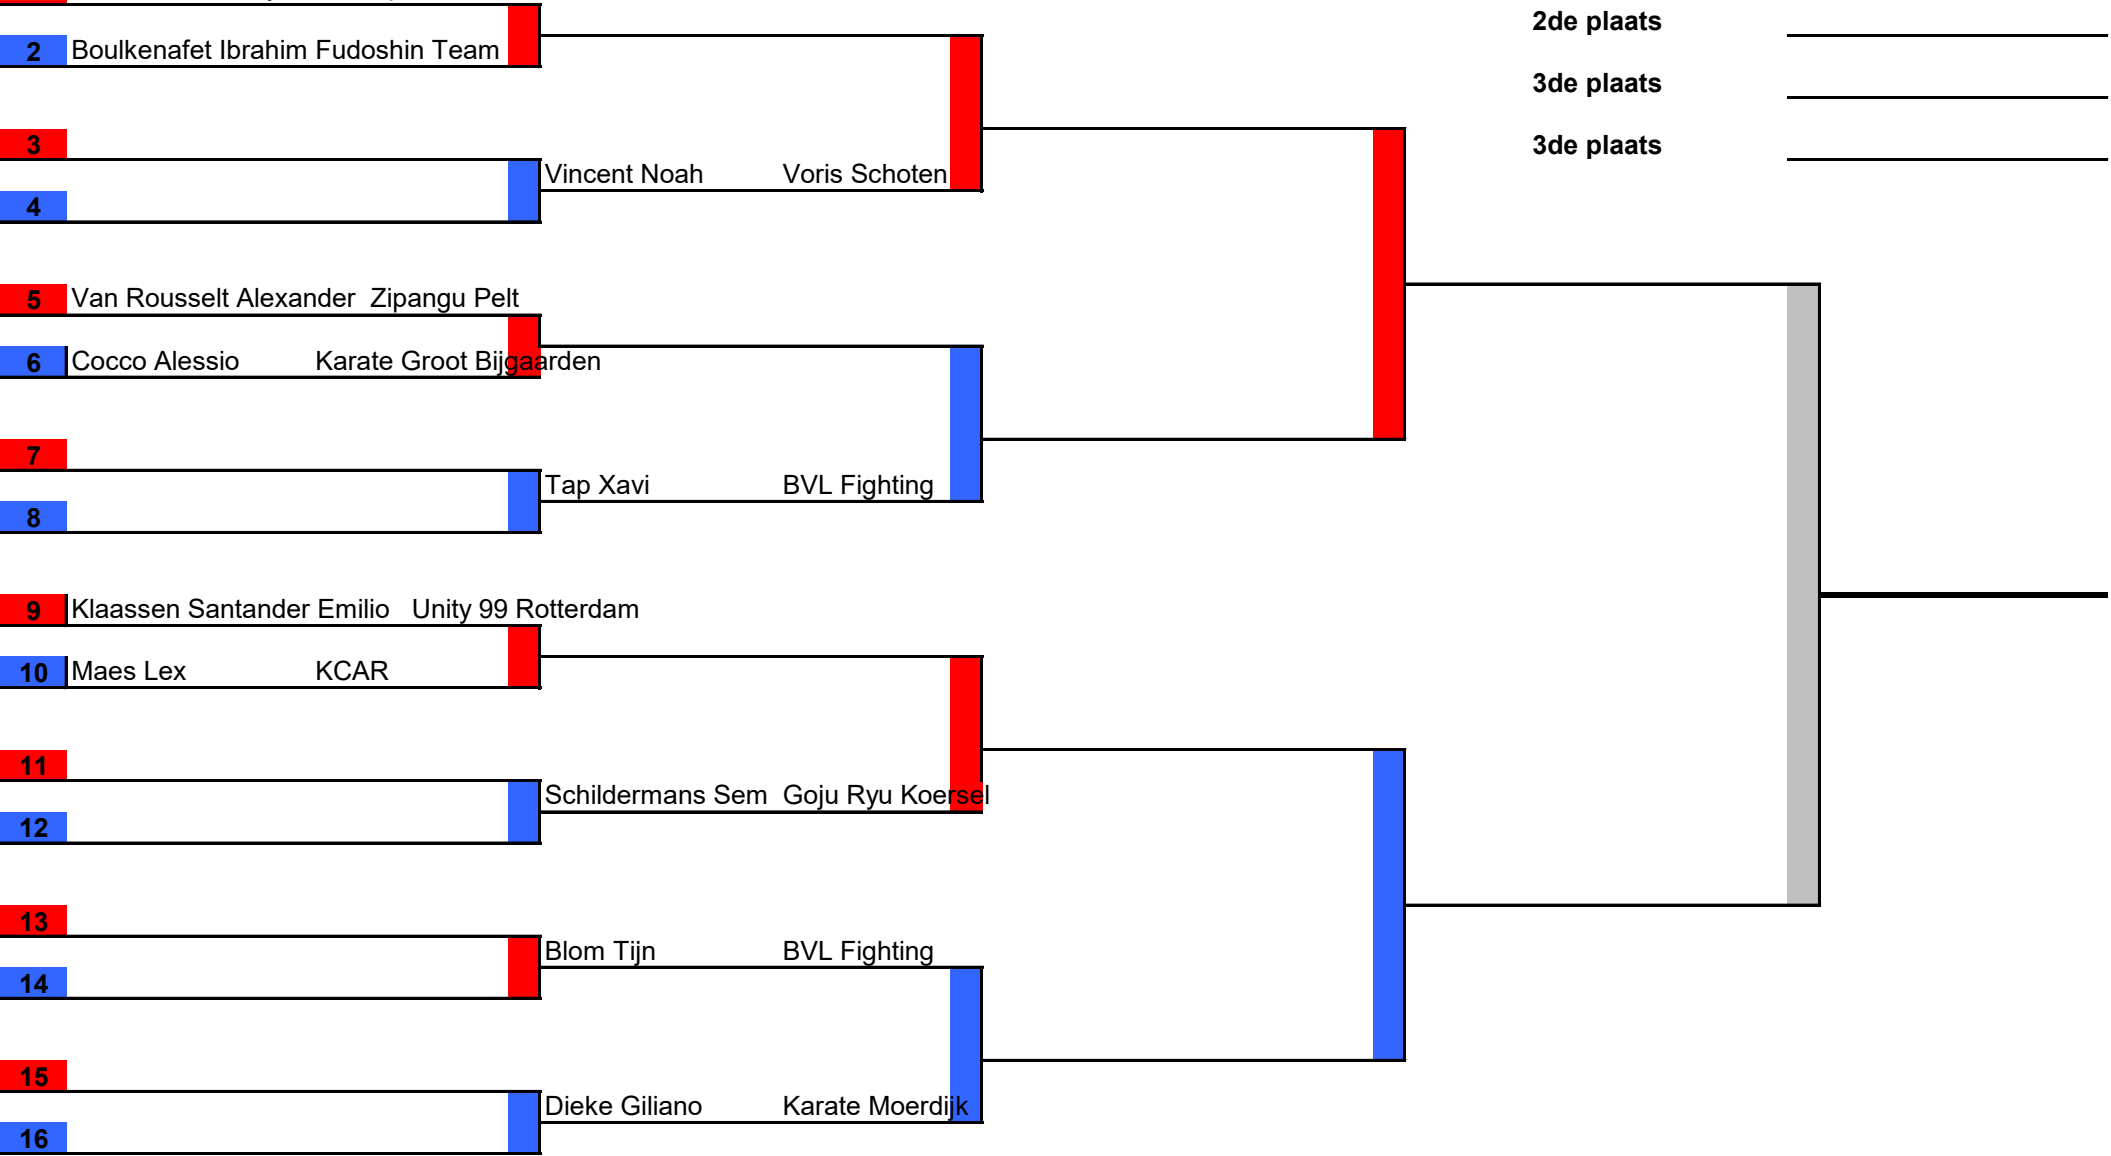 2de plaats
2 Boulkenafet Ibrahim Fudoshin Team
3de plaats
3
3de plaats
Vincent Noah Voris Schoten
4
5 Van Rousselt Alexander Zipangu Pelt
6 Cocco Alessio Karate Groot Bijgaarden
7
Tap Xavi BVL Fighting
8
9 Klaassen Santander Emilio Unity 99 Rotterdam
10 Maes Lex KCAR
11
Schildermans Sem Goju Ryu Koersel
12
13
Blom Tijn BVL Fighting
14
15
Dieke Giliano Karate Moerdijk
16